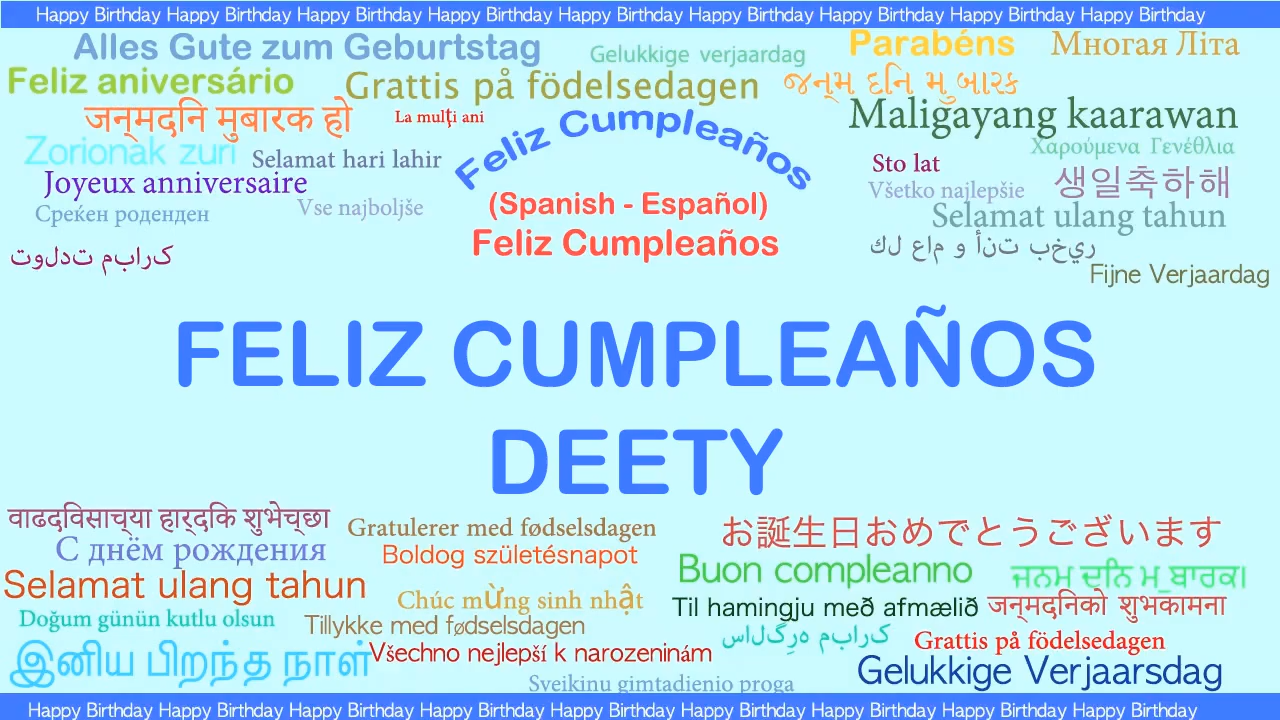 Happy Birthday Happy Birthday Happy Birthday Happy Birthday Happy Birthday Happy Birthday Happy Birthday Happy Birthday Happy Birthday
Alles Gute zum Geburtstag
Gelukkige verjaardag
Parabéns
Многая Літа
Feliz aniversário
Grattis på födelsedagen
જન્મ દિન મુબારક
जन्मदिन मुबारक हो
La mulţi ani
Feliz Cumpleaños
Maligayang kaarawan
Zorionak zuri
Selamat hari lahir
Χαρούμενα Γενέθλια
Sto lat
Joyeux anniversaire
Všetko najlepšie
생일축하해
Среќен роденден
Vse najboljše
(Spanish - Español)
Selamat ulang tahun
Feliz Cumpleaños
تولدت مبارک
كل عام و أنت بخير
Fijne Verjaardag
FELIZ CUMPLEAÑOS
DEETY
वाढदिवसाच्या हार्दिक शुभेच्छा
Gratulerer med fødselsdagen
お誕生日おめでとうございます
С днём рождения
Boldog születésnapot
Buon compleanno
ਜਨਮ ਦਿਨ ਮੁਬਾਰਕ।
Selamat ulang tahun
Chúc mừng sinh nhật
Til hamingju með afmælið
जन्मदिनको शुभकामना
Doğum günün kutlu olsun
Tillykke med fødselsdagen
سالگرہ مبارک
Grattis på födelsedagen
இனிய பிறந்த நாள்
Všechno nejlepší k narozeninám
Gelukkige Verjaarsdag
Sveikinu gimtadienio proga
Happy Birthday Happy Birthday Happy Birthday Happy Birthday Happy Birthday Happy Birthday Happy Birthday Happy Birthday Happy Birthday